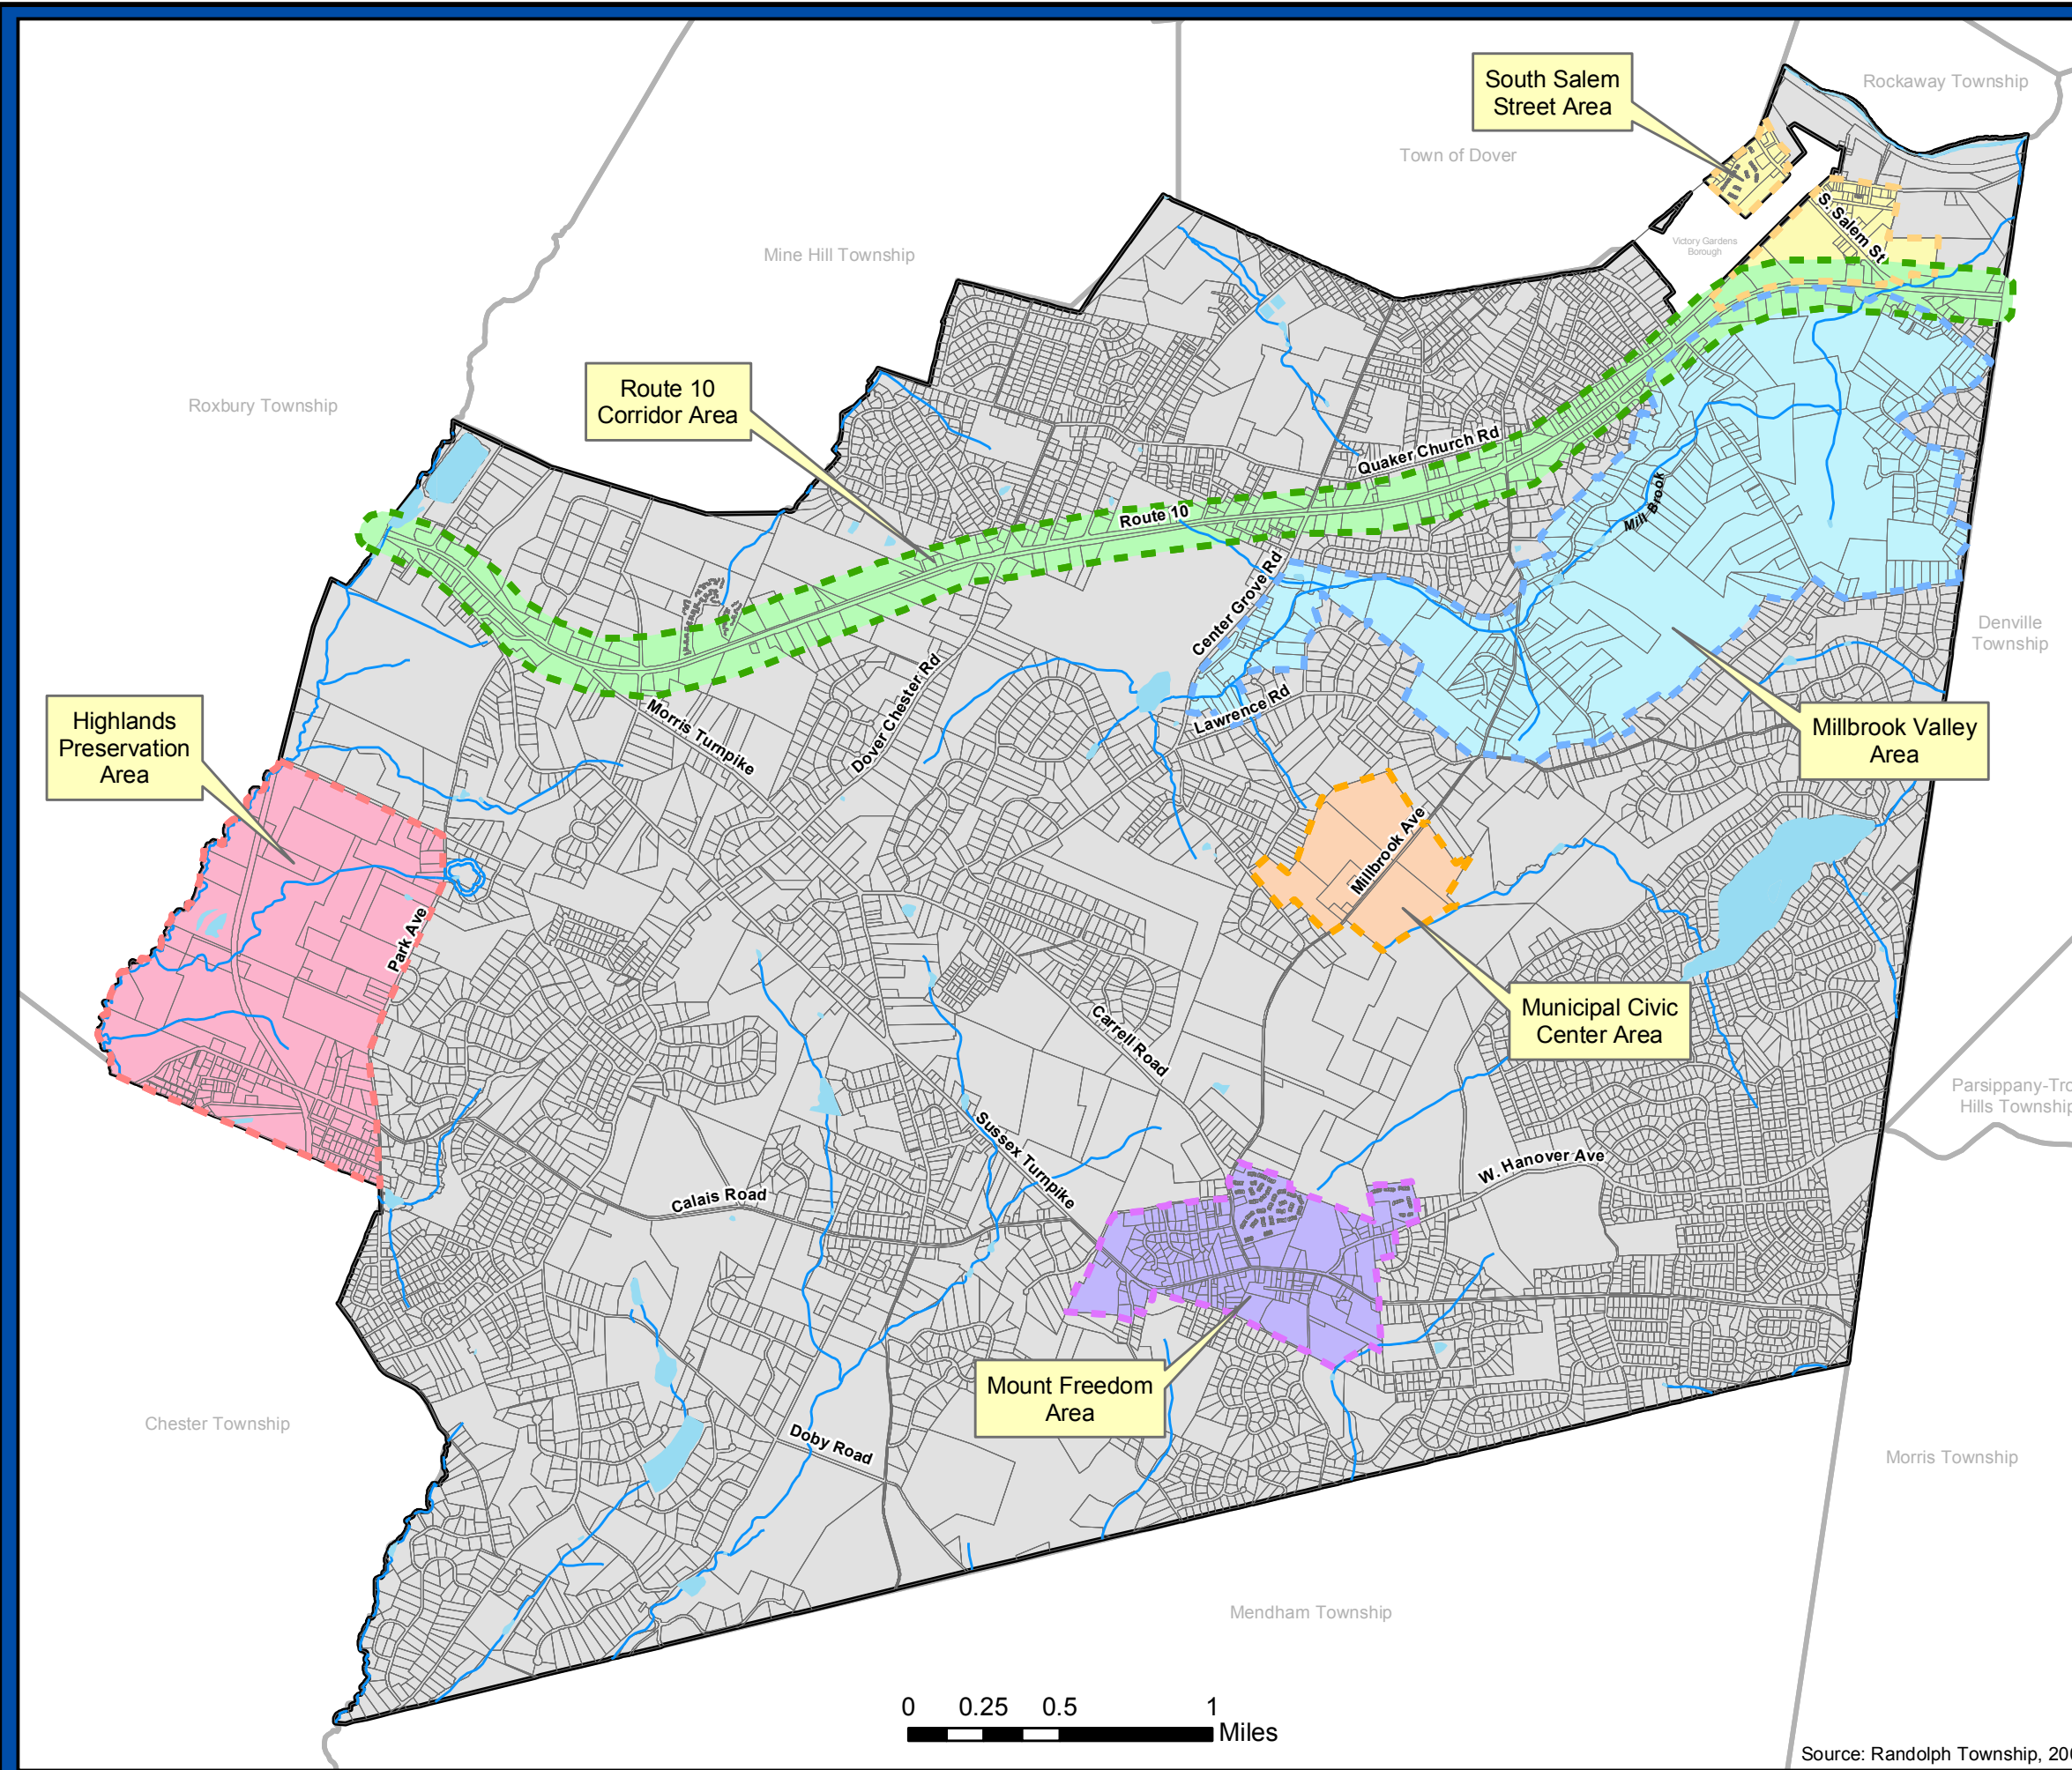 Rockaway Township
South Salem
Street Area
Town of Dover
S. Salem St
Victory Gardens
Borough
Mine Hill Township
Roxbury Township
Route 10
Corridor Area
Quaker Church Rd
Route 10
Mill Brook
Center Grove Rd
Denville
Township
Highlands
Preservation
Area
Morris Turnpike
Dover Chester Rd
Lawrence Rd
Millbrook Valley
Area
Millbrook Ave
Park Ave
Municipal Civic
Center Area
Carrell Road
Parsippany-Tro
Hills Township
Sussex Turnpike
W. Hanover Ave
Calais Road
Mount Freedom
Area
Chester Township
Doby Road
Morris Township
Mendham Township
0 0.25 0.5 1
Miles
Source: Randolph Township, 200